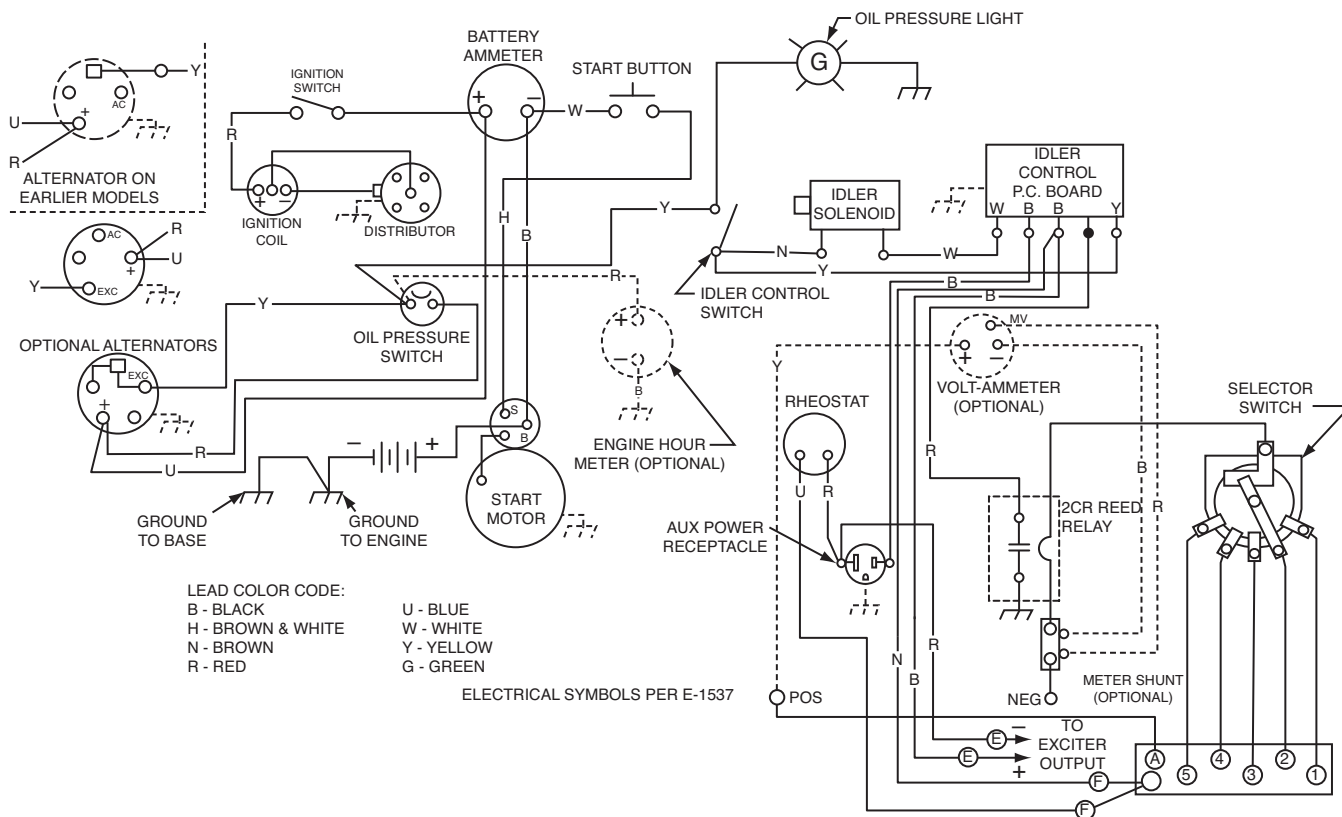 OIL PRESSURE LIGHT
G
BATTERY
AMMETER
+
−
IGNITION
SWITCH
START BUTTON
W
R
Y
AC
+
U
R
ALTERNATOR ON
EARLIER MODELS
+
−
IGNITION
COIL
DISTRIBUTOR
H
B
IDLER
SOLENOID
IDLER
CONTROL
P.C. BOARD
W
B
B
Y
Y
N
W
Y
B
B
IDLER CONTROL
SWITCH
AC
R
U
+
Y
EXC
Y
OIL PRESSURE
SWITCH
R
+
−
B
ENGINE HOUR
METER (OPTIONAL)
OPTIONAL ALTERNATORS
EXC
+
R
U
S
B
−
+
START
MOTOR
GROUND
TO BASE
GROUND
TO ENGINE
MV
+
−
VOLT-AMMETER
(OPTIONAL)
Y
RHEOSTAT
U
R
R
SELECTOR
SWITCH
B
R
2CR REED
RELAY
AUX POWER
RECEPTACLE
LEAD COLOR CODE:
B - BLACK
H - BROWN & WHITE
N - BROWN
R - RED
U - BLUE
W - WHITE
Y - YELLOW
G - GREEN
ELECTRICAL SYMBOLS PER E-1537
N
B
R
POS
NEG
METER SHUNT
(OPTIONAL)
E
−
E
+
TO
EXCITER
OUTPUT
F
F
A
5
4
3
2
1